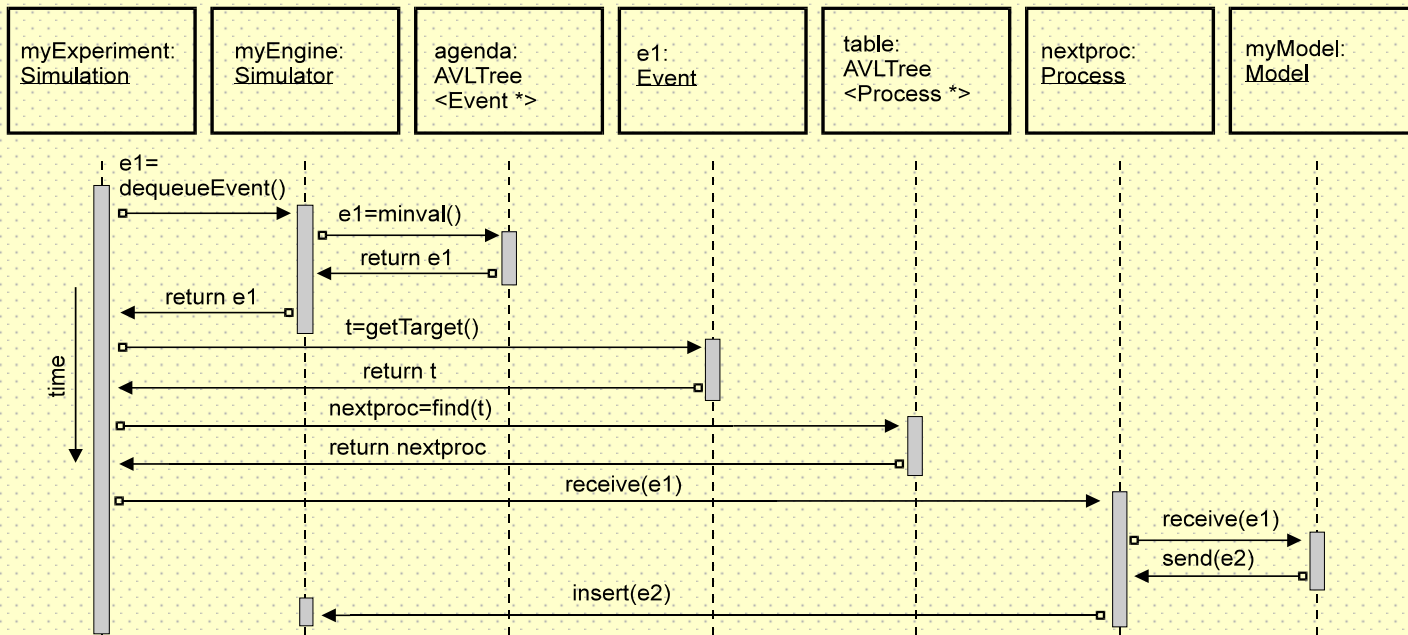 myExperiment:
Simulation
myEngine:
Simulator
agenda:
AVLTree
<Event *>
e1:
Event
table:
AVLTree
<Process *>
nextproc:
Process
myModel:
Model
e1=
dequeueEvent()
e1=minval()
return e1
return e1
t=getTarget()
time
return t
nextproc=find(t)
return nextproc
receive(e1)
receive(e1)
send(e2)
insert(e2)